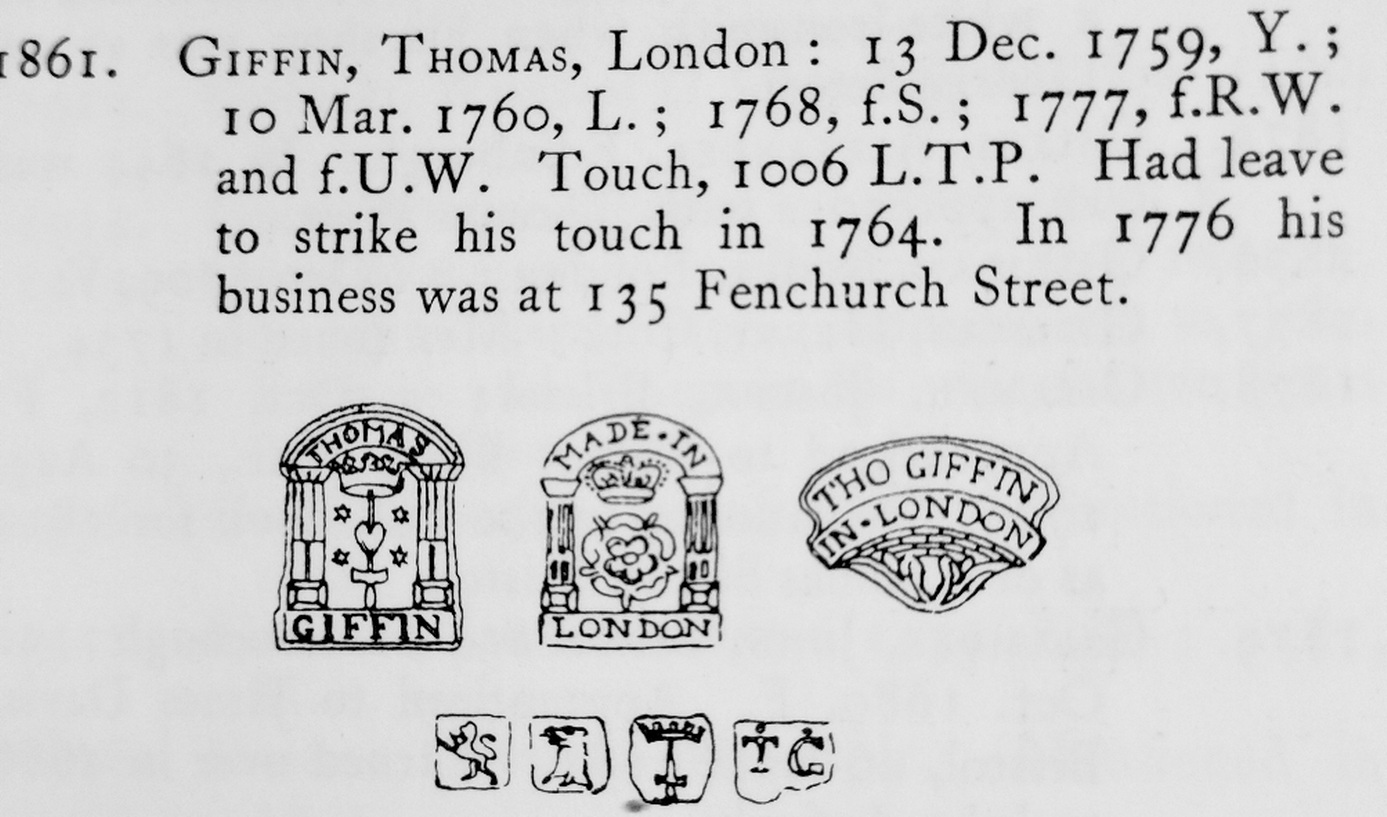 1861. GIFFIN, THOMAS, London : 13 Dec. 1759, Y. ;
10 Mar. 1760, L. ; 1768, f.S. ; 1777, f.R.W.
and f.U.W. Touch, 1006 L.T.P. Had leave
to strike his touch in 1764. In 1776 his
business was at 135 Fenchurch Street.
THOMAS
GIFFIN
MADE·IN
LONDON
THO GIFFIN
IN·LONDON
T G